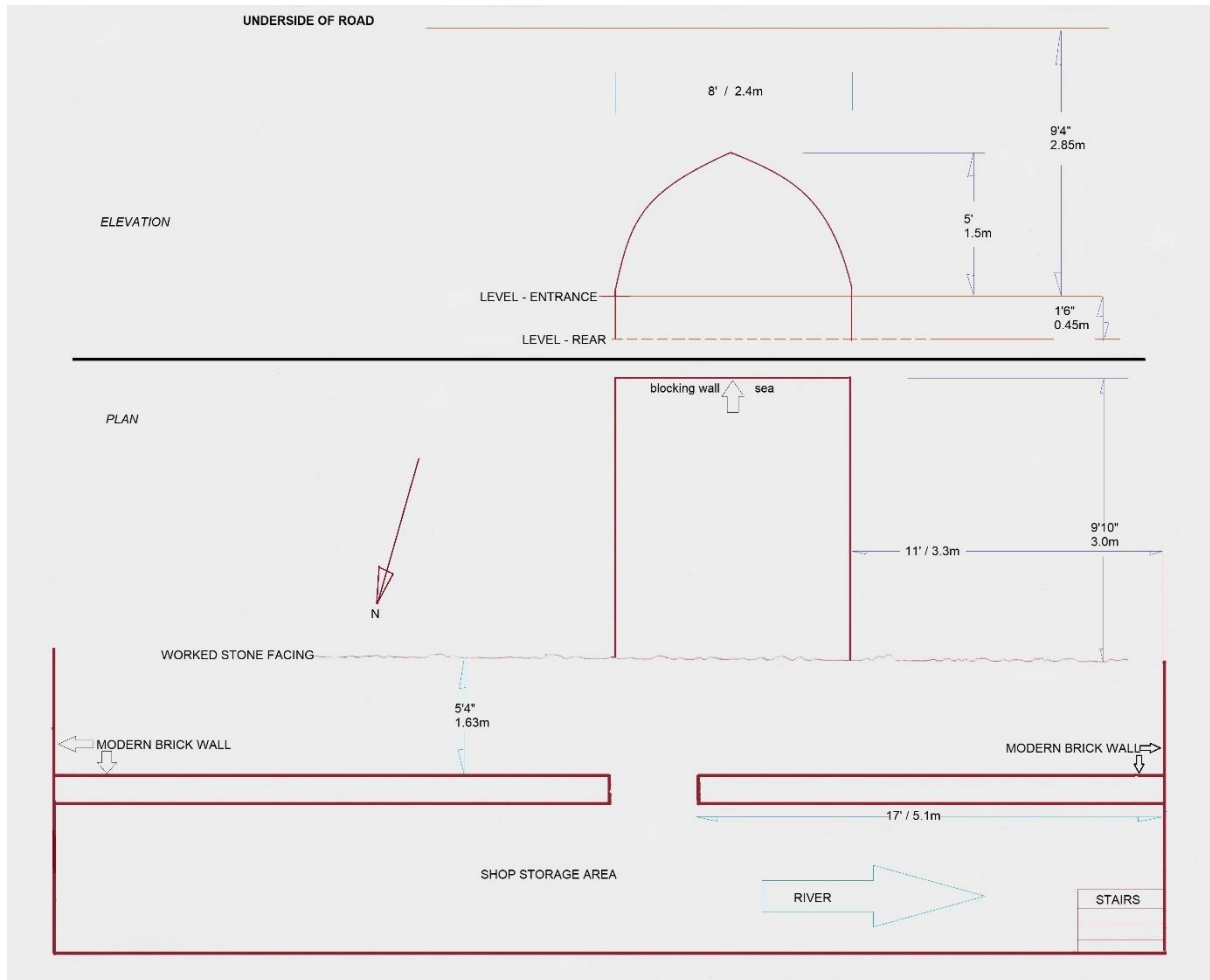 UNDERSIDE OF ROAD
8' / 2.4m
9'4"
2.85m
ELEVATION
5'
1.5m
LEVEL - ENTRANCE
1'6"
0.45m
LEVEL - REAR
blocking wall
sea
PLAN
9'10"
3.0m
11' / 3.3m
N
WORKED STONE FACING
5'4"
1.63m
MODERN BRICK WALL
MODERN BRICK WALL
17' / 5.1m
SHOP STORAGE AREA
RIVER
STAIRS